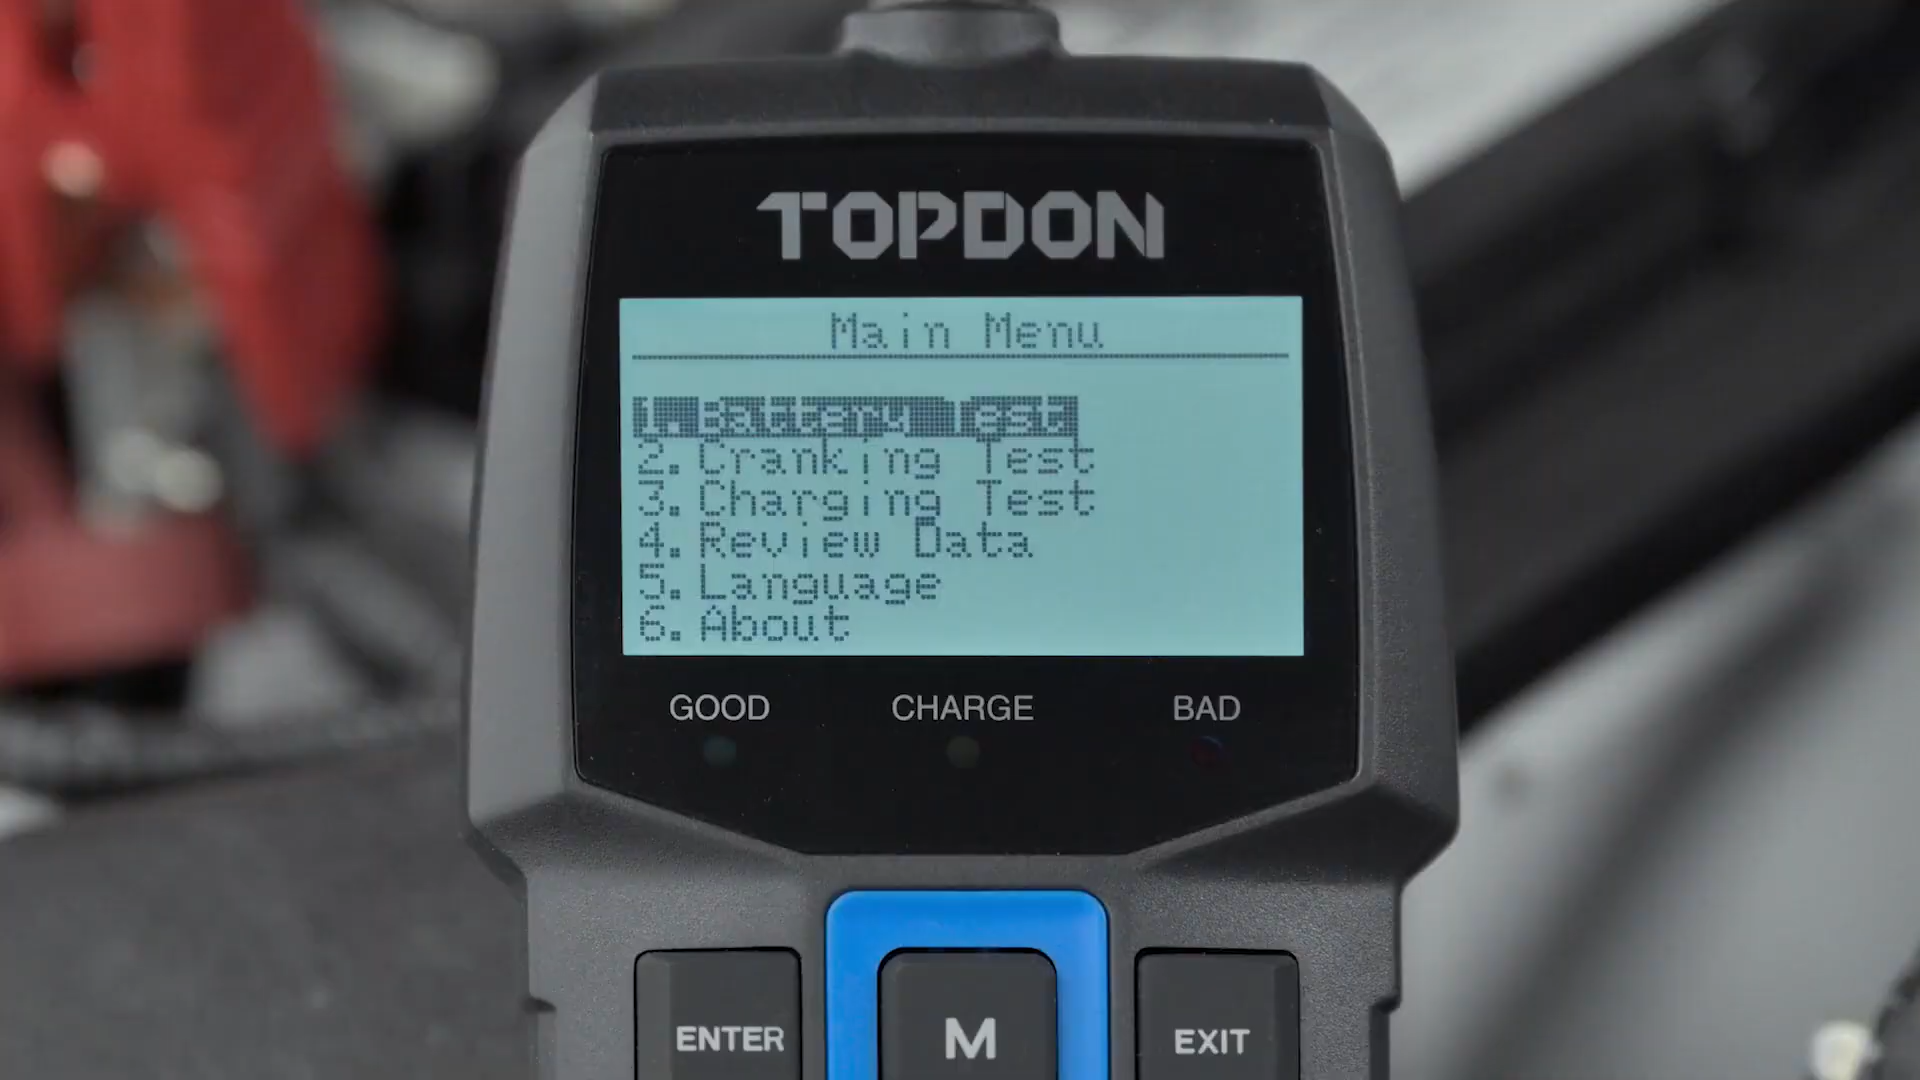 TOPDON
Main Menu
1.Battery Test
2.Cranking Test
3.Charging Test
4.Review Data
5.Language
6.About
GOOD CHARGE BAD
ENTER M EXIT